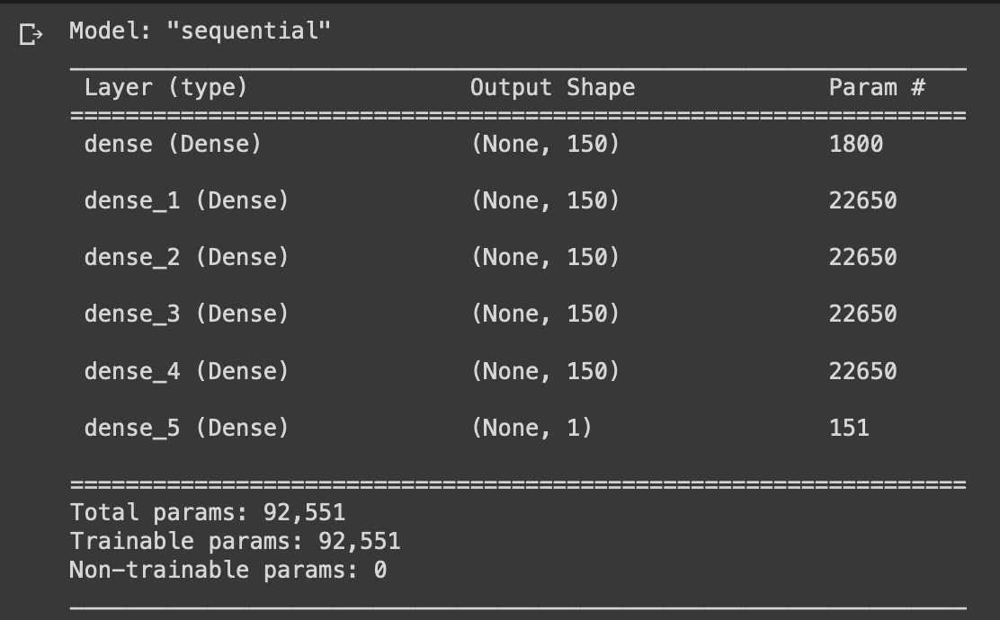 Model: "sequential"
Layer (type) Output Shape Param #
=================================================================
dense (Dense) (None, 150) 1800
dense_1 (Dense) (None, 150) 22650
dense_2 (Dense) (None, 150) 22650
dense_3 (Dense) (None, 150) 22650
dense_4 (Dense) (None, 150) 22650
dense_5 (Dense) (None, 1) 151
=================================================================
Total params: 92,551
Trainable params: 92,551
Non-trainable params: 0